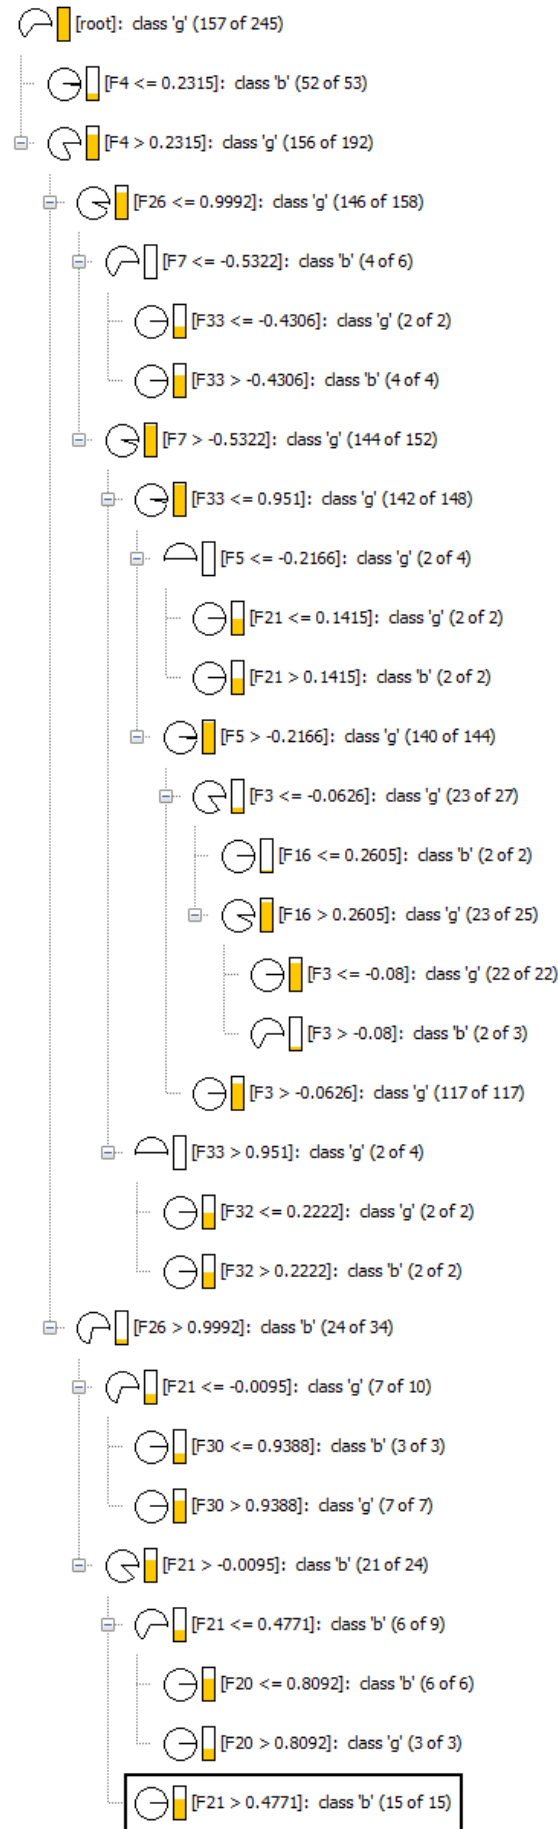 [root]: class 'g' (157 of 245)
[F4 <= 0.2315]: class 'b' (52 of 53)
[F4 > 0.2315]: class 'g' (156 of 192)
[F26 <= 0.9992]: class 'g' (146 of 158)
[F7 <= -0.5322]: class 'b' (4 of 6)
[F33 <= -0.4306]: class 'g' (2 of 2)
[F33 > -0.4306]: class 'b' (4 of 4)
[F7 > -0.5322]: class 'g' (144 of 152)
[F33 <= 0.951]: class 'g' (142 of 148)
[F5 <= -0.2166]: class 'g' (2 of 4)
[F21 <= 0.1415]: class 'g' (2 of 2)
[F21 > 0.1415]: class 'b' (2 of 2)
[F5 > -0.2166]: class 'g' (140 of 144)
[F3 <= -0.0626]: class 'g' (23 of 27)
[F16 <= 0.2605]: class 'b' (2 of 2)
[F16 > 0.2605]: class 'g' (23 of 25)
[F3 <= -0.08]: class 'g' (22 of 22)
[F3 > -0.08]: class 'b' (2 of 3)
[F3 > -0.0626]: class 'g' (117 of 117)
[F33 > 0.951]: class 'g' (2 of 4)
[F32 <= 0.2222]: class 'g' (2 of 2)
[F32 > 0.2222]: class 'b' (2 of 2)
[F26 > 0.9992]: class 'b' (24 of 34)
[F21 <= -0.0095]: class 'g' (7 of 10)
[F30 <= 0.9388]: class 'b' (3 of 3)
[F30 > 0.9388]: class 'g' (7 of 7)
[F21 > -0.0095]: class 'b' (21 of 24)
[F21 <= 0.4771]: class 'b' (6 of 9)
[F20 <= 0.8092]: class 'b' (6 of 6)
[F20 > 0.8092]: class 'g' (3 of 3)
[F21 > 0.4771]: class 'b' (15 of 15)